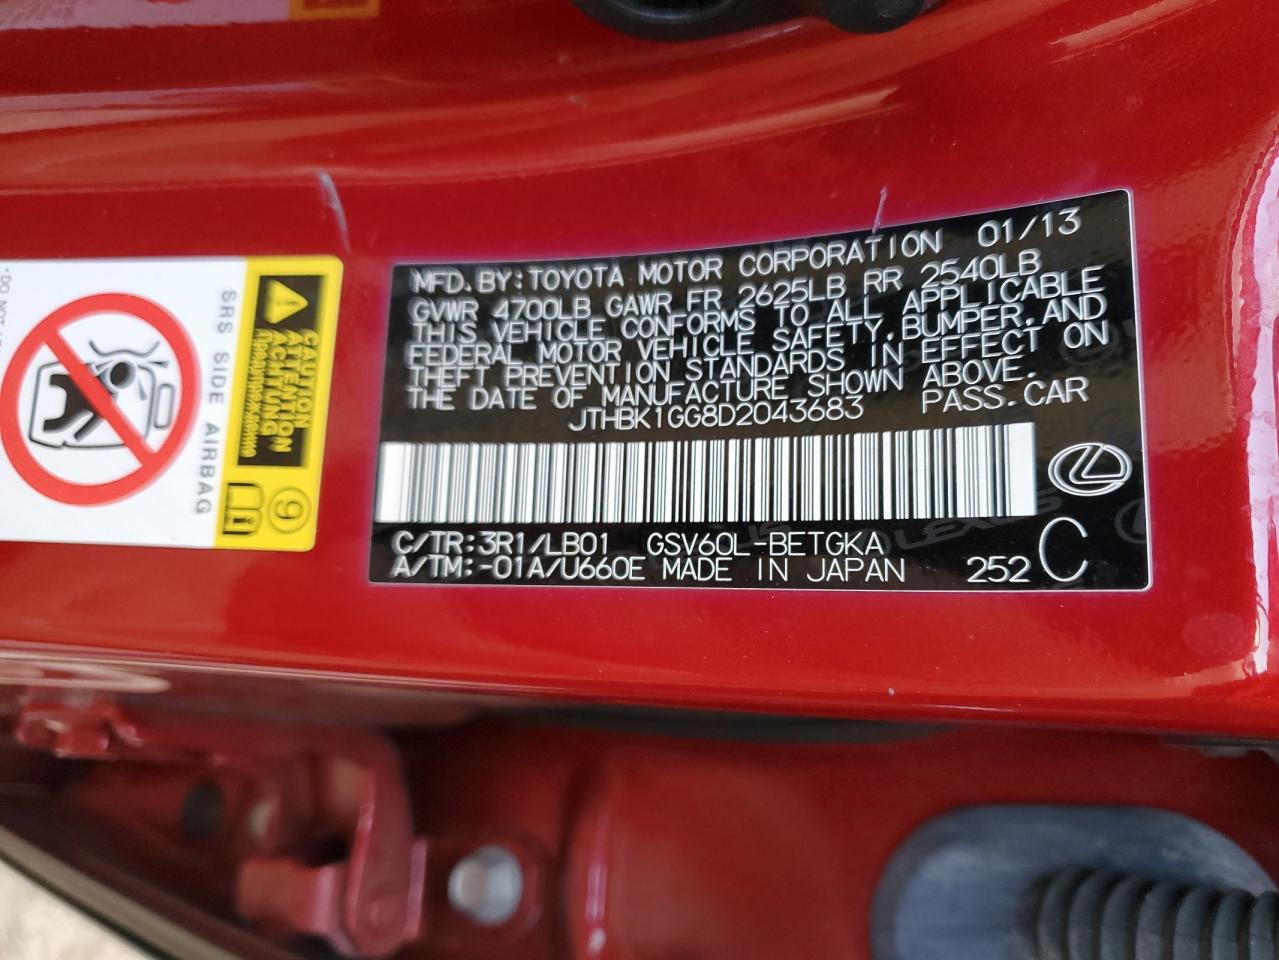 MFD. BY: TOYOTA MOTOR CORPORATION 01/13
GVWR 4700LB GAWR FR 2625LB RR 2540LB
THIS VEHICLE CONFORMS TO ALL APPLICABLE
FEDERAL MOTOR VEHICLE SAFETY, BUMPER, AND
THEFT PREVENTION STANDARDS IN EFFECT ON
THE DATE OF MANUFACTURE SHOWN ABOVE.
JTHBK1GG8D2043683 PASS. CAR
C/TR: 3R1/LB01 GSV60L-BETGKA
A/TM: -01A/U660E MADE IN JAPAN 252 C
SRS SIDE AIRBAG
CAUTION
ATTENTION
ACHTUNG
9
•DO NOT